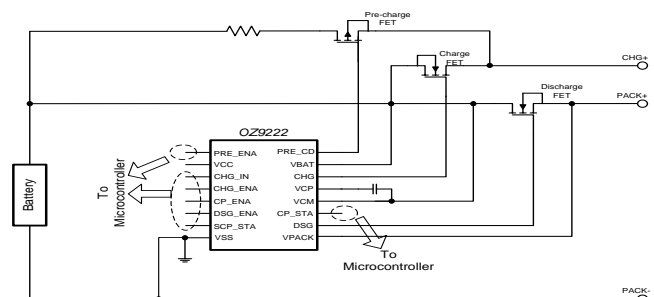 Pre-charge
FET
Charge
FET
CHG+
Discharge
FET
PACK+
OZ9222
PRE_ENA
PRE_CD
VCC
VBAT
CHG_IN
CHG
CHG_ENA
VCP
CP_ENA
VCM
DSG_ENA
CP_STA
SCP_STA
DSG
VSS
VPACK
Battery
To
Microcontroller
To
Microcontroller
PACK-